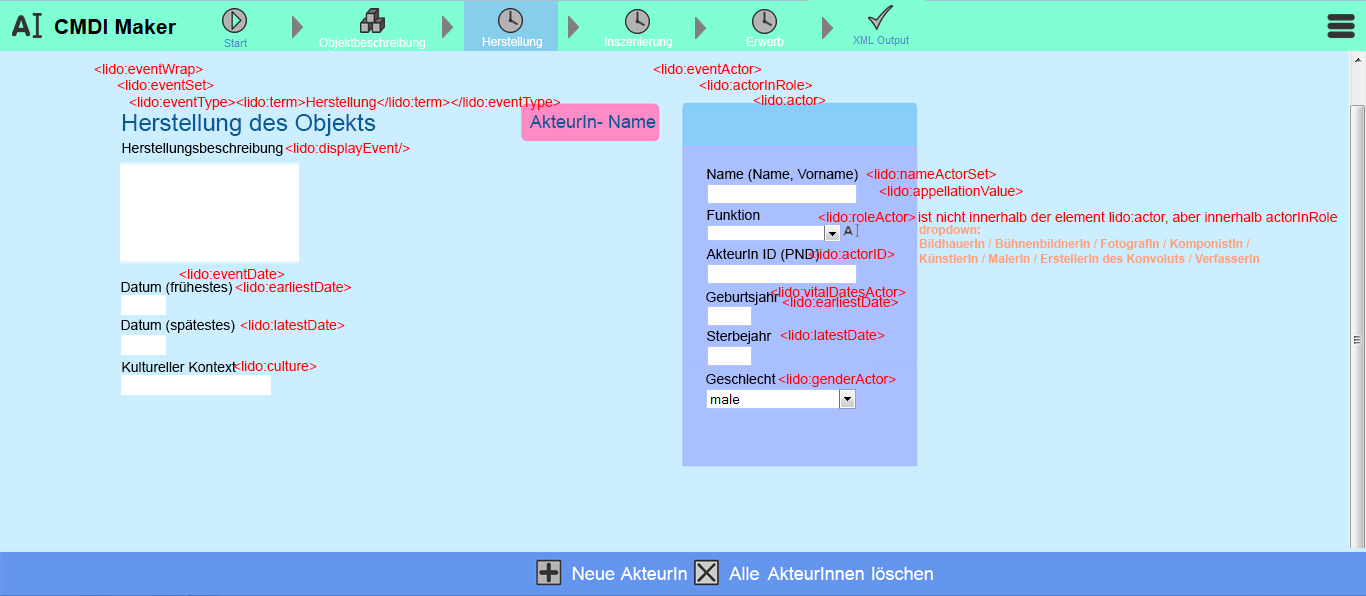 AI CMDI Maker
Start
Objektbeschreibung
Herstellung
Inszenierung
Erwerb
XML Output
<lido:eventWrap>
<lido:eventSet>
<lido:eventType><lido:term>Herstellung</lido:term></lido:eventType>
Herstellung des Objekts
Herstellungsbeschreibung <lido:displayEvent/>
<lido:eventDate>
Datum (frühestes) <lido:earliestDate>
Datum (spätestes) <lido:latestDate>
Kultureller Kontext <lido:culture>
AkteurIn- Name
<lido:eventActor>
<lido:actorInRole>
<lido:actor>
Name (Name, Vorname) <lido:nameActorSet>
<lido:appellationValue>
Funktion <lido:roleActor> ist nicht innerhalb der element lido:actor, aber innerhalb actorInRole
AI
dropdown:
BildhauerIn / BühnenbildnerIn / FotografIn / KomponistIn /
KünstlerIn / MalerIn / ErstellerIn des Konvoluts / VerfasserIn
AkteurIn ID (PND) <lido:actorID>
<lido:vitalDatesActor>
Geburtsjahr <lido:earliestDate>
Sterbejahr <lido:latestDate>
Geschlecht <lido:genderActor>
male
Neue AkteurIn Alle AkteurInnen löschen